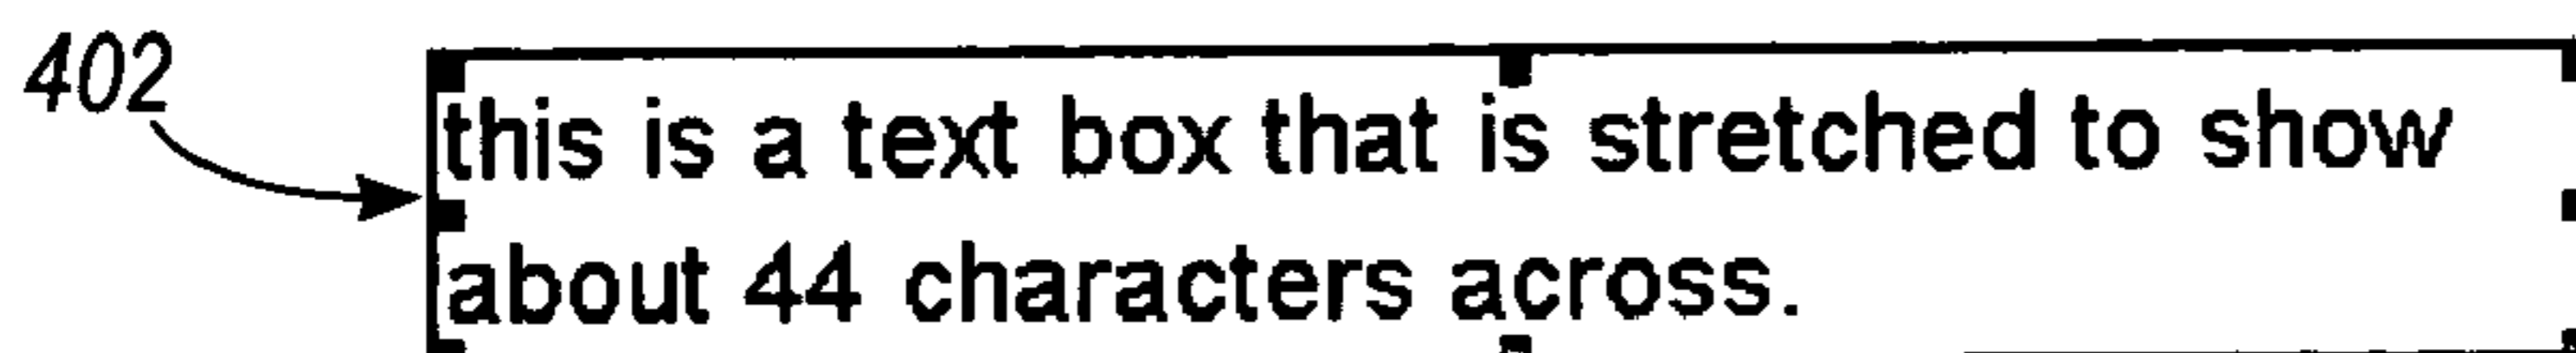 402
this is a text box that is stretched to show
about 44 characters across.